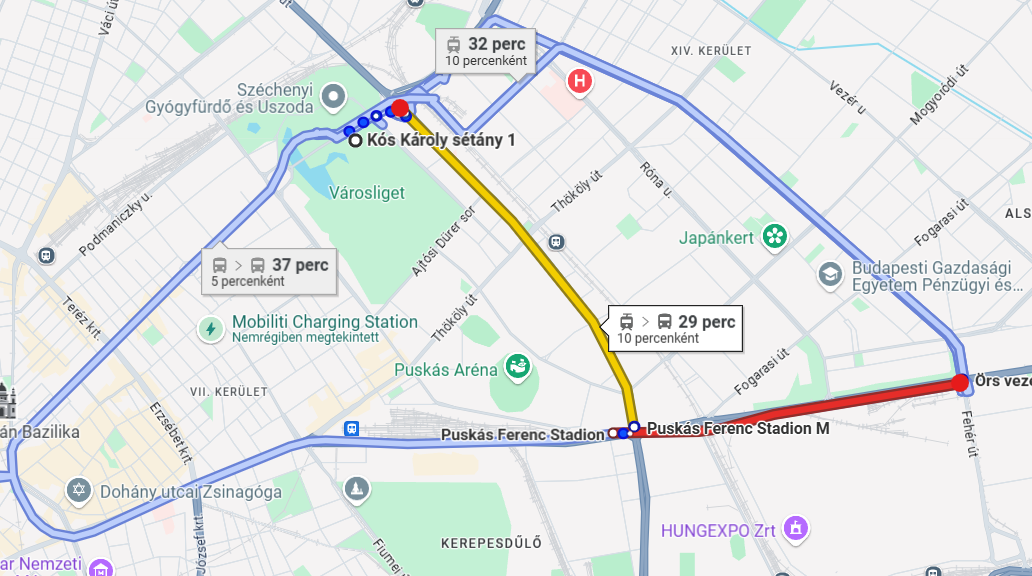 Váci út
32 perc
10 percenként
XIV. KERÜLET
H
Széchenyi
Gyógyfürdő és Uszoda
Vezér u
Mogyoródi út
Kós Károly sétány 1
Városliget
Róna u.
Thököly út
Podmaniczky u.
Ajtósi Dürer sor
Fogarasi út
ALS
Japánkert
37 perc
5 percenként
Budapesti Gazdasági
Egyetem Pénzügyi és...
Teréz krt.
Mobiliti Charging Station
Nemrégiben megtekintett
Thököly út
29 perc
10 percenként
Puskás Aréna
Fogarasi út
VII. KERÜLET
Örs veze
Erzsébet krt.
án Bazilika
Puskás Ferenc Stadion
Puskás Ferenc Stadion M
Fehér út
Dohány utcai Zsinagóga
József krt.
HUNGEXPO Zrt
KEREPESDŰLŐ
Fiumei ú
ar Nemzeti